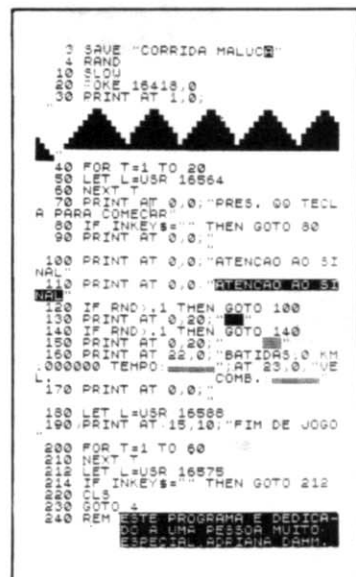 3 SAVE "CORRIDA MALUCA"
4 RAND
10 SLOW
20 POKE 16418,0
30 PRINT AT 1,0;"
"
40 FOR T=1 TO 20
50 LET L=USR 16564
60 NEXT T
70 PRINT AT 0,0;"PRES. QQ TECL
A PARA COMECAR"
80 IF INKEY$="" THEN GOTO 80
90 PRINT AT 0,0;"
"
100 PRINT AT 0,0;"ATENCAO AO SI
NAL"
110 PRINT AT 0,0;"ATENCAO AO SI
NAL"
120 IF RND>.1 THEN GOTO 100
130 PRINT AT 0,20;"
140 IF RND>.1 THEN GOTO 140
150 PRINT AT 0,20;"
160 PRINT AT 22,0;"BATIDAS:0 KM
:000000 TEMPO: ";AT 23,0;"VE
L. COMB.
170 PRINT AT 0,0;"
"
180 LET L=USR 16588
190 PRINT AT 15,10;"FIM DE JOGO
"
200 FOR T=1 TO 60
210 NEXT T
212 LET L=USR 16575
214 IF INKEY$="" THEN GOTO 212
220 CLS
230 GOTO 4
240 REM ESTE PROGRAMA E DEDICA-
DO A UMA PESSOA MUITO
ESPECIAL,ADRIANA DAHM.